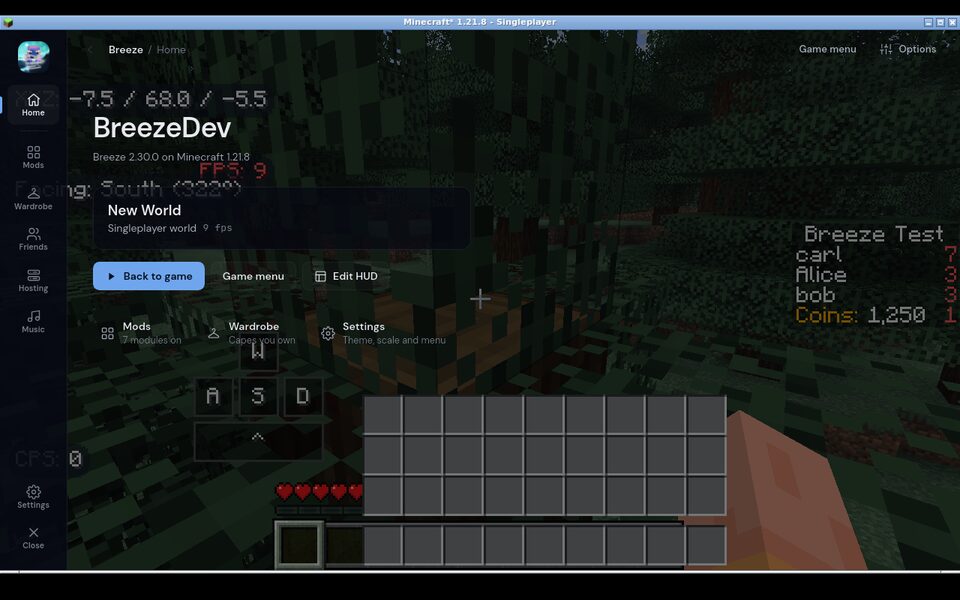 Minecraft* 1.21.8 - Singleplayer
Breeze / Home
Game menu
Options
Home
-7.5 / 68.0 / -5.5
BreezeDev
Breeze 2.30.0 on Minecraft 1.21.8
FPS: 9
Mods
Facing: South (322°)
Wardrobe
New World
Singleplayer world 9 fps
Friends
Breeze Test
carl 7
Alice 3
bob 3
Coins: 1,250 1
Back to game
Game menu
Edit HUD
Hosting
Music
Mods
7 modules on
Wardrobe
Capes you own
Settings
Theme, scale and menu
W
A S D
^
CPS: 0
Settings
Close